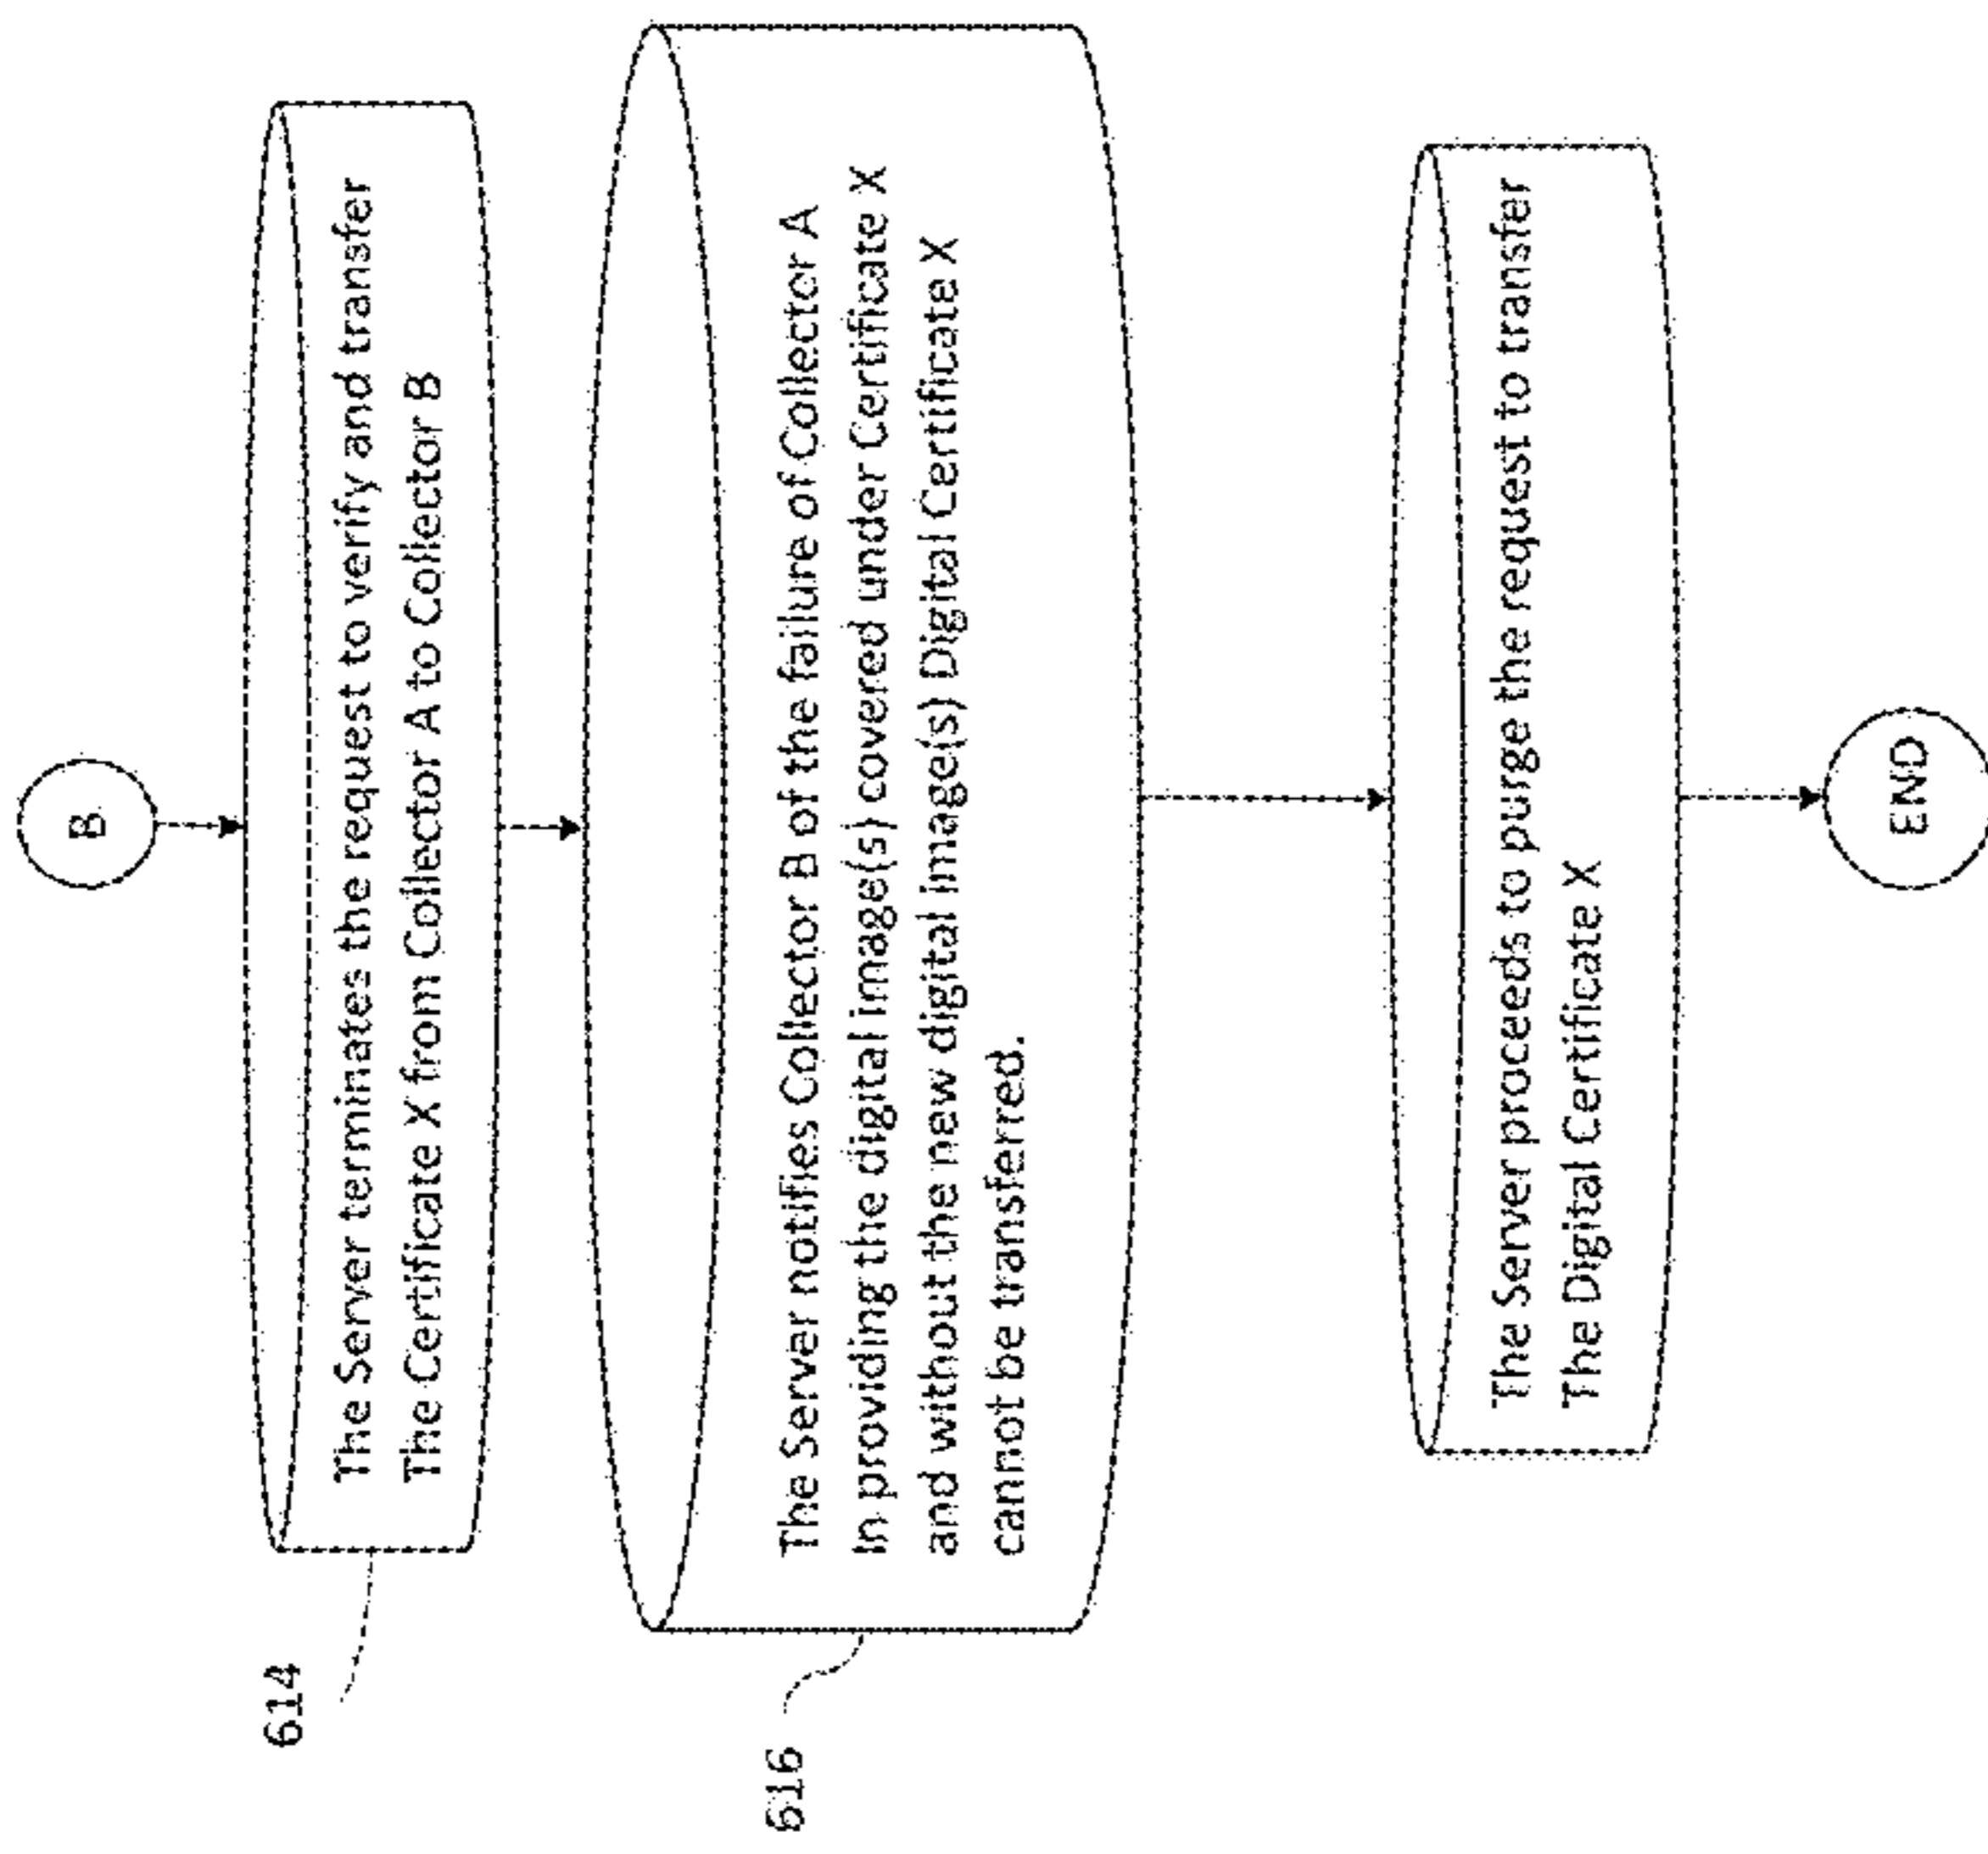 B
614
The Server terminates the request to verify and transfer
The Certificate X from Collector A to Collector B
616
The Server notifies Collector B of the failure of Collector A
In providing the digital image(s) covered under Certificate X
and without the new digital image(s) Digital Certificate X
cannot be transferred.
The Server proceeds to purge the request to transfer
The Digital Certificate X
END